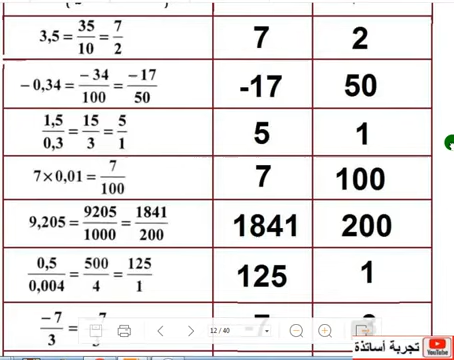 3,5 = 35/10 = 7/2 7 2
-0,34 = -34/100 = -17/50 -17 50
1,5/0,3 = 15/3 = 5/1 5 1
7 × 0,01 = 7/100 7 100
9,205 = 9205/1000 = 1841/200 1841 200
0,5/0,004 = 500/4 = 125/1 125 1
-7/3 -7
12 / 40
تجربة أساتذة YouTube